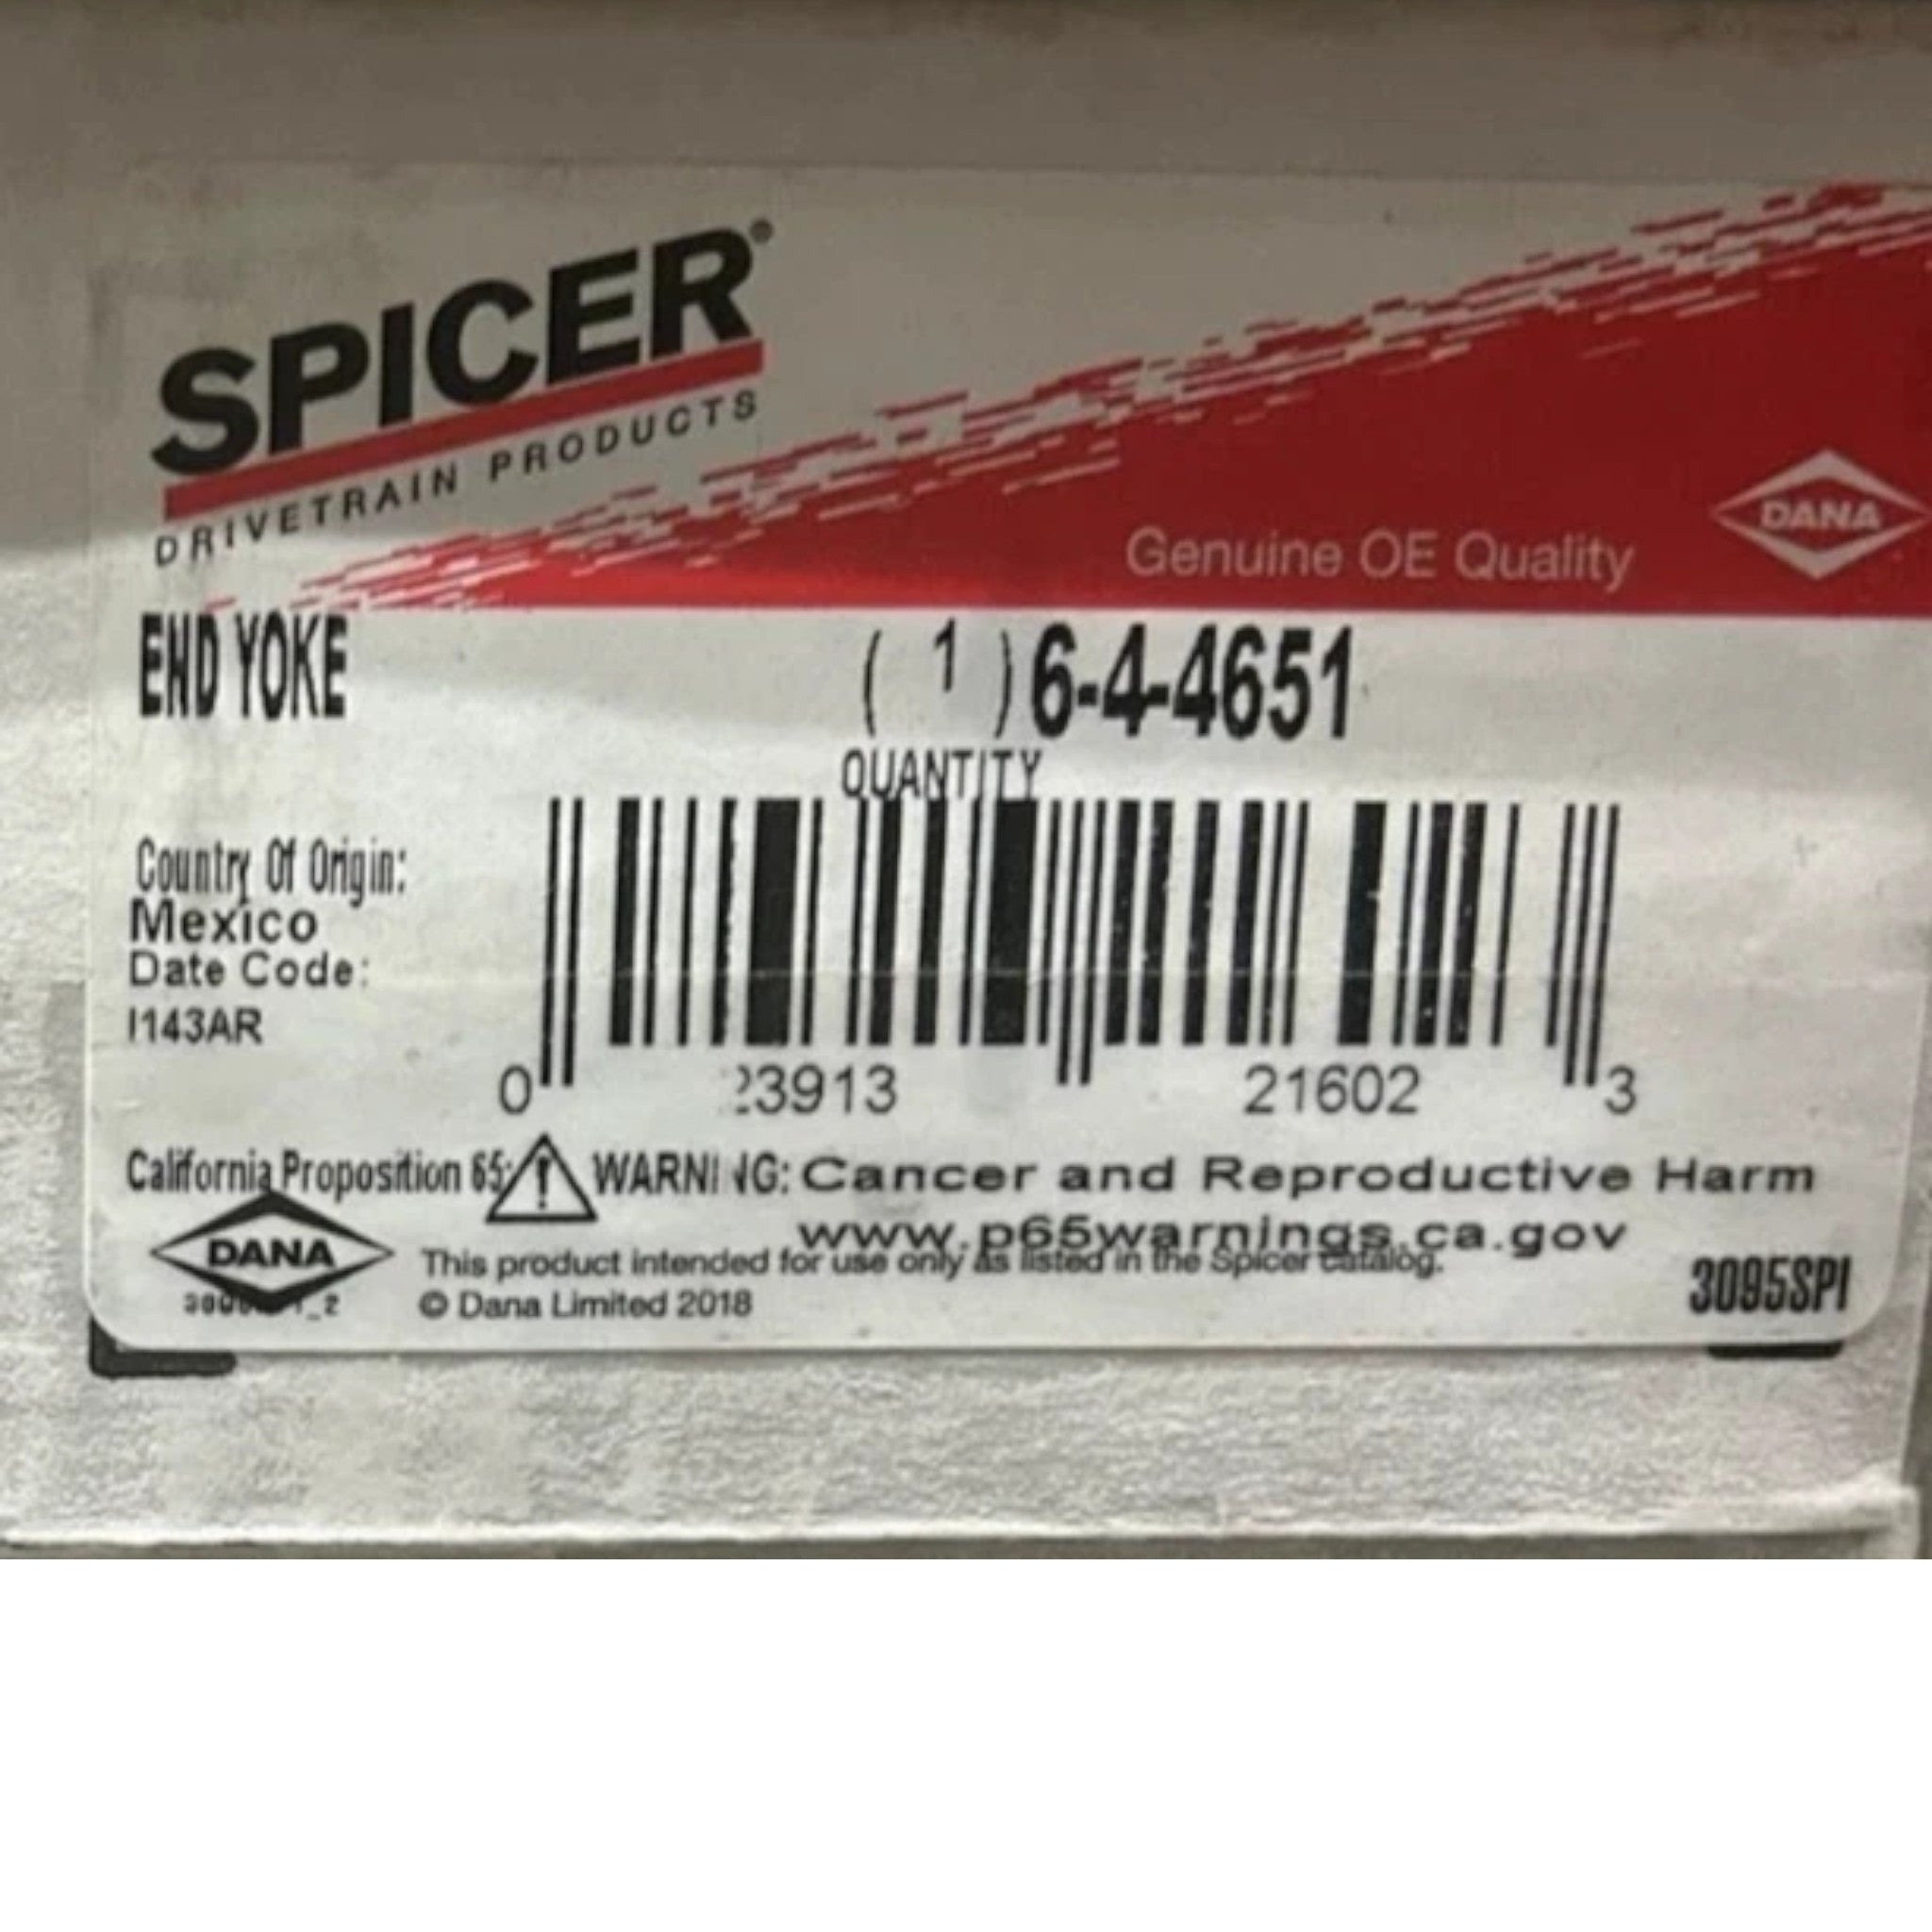 SPICER®
DRIVETRAIN PRODUCTS
Genuine OE Quality
DANA
END YOKE
( 1 ) 6-4-4651
QUANTITY
Country Of Origin:
Mexico
Date Code:
I143AR
0 23913 21602 3
California Proposition 65: WARNING: Cancer and Reproductive Harm
www.p65warnings.ca.gov
DANA
This product intended for use only as listed in the Spicer catalog.
© Dana Limited 2018
3095SPI